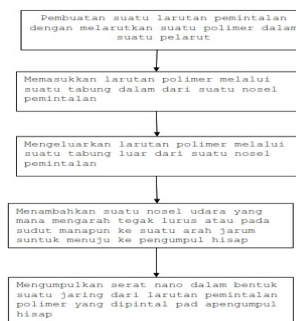 Pembuatan suatu larutan pemintalan
dengan melarutkan suatu polimer dalam
suatu pelarut
Memasukkan larutan polimer melalui
suatu tabung dalam dari suatu nosel
pemintalan
Mengeluarkan larutan polimer melalui
suatu tabung luar dari suatu nosel
pemintalan
Menambahkan suatu nosel udara yang
mana mengarah tegak lurus atau pada
sudut manapun ke suatu arah jarum
suntuk menuju ke pengumpul hisap
Mengumpulkan serat nano dalam bentuk
suatu jaring dari larutan pemintalan
polimer yang dipintal pad apengumpul
hisap